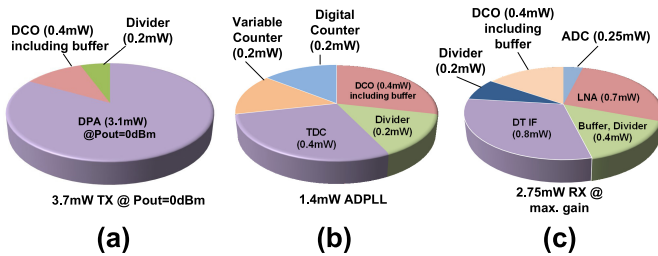 DCO (0.4mW)
including buffer
Divider
(0.2mW)
DPA (3.1mW)
@Pout=0dBm
3.7mW TX @ Pout=0dBm
(a)
Variable
Counter
(0.2mW)
Digital
Counter
(0.2mW)
DCO (0.4mW)
including buffer
Divider
(0.2mW)
TDC
(0.4mW)
1.4mW ADPLL
(b)
DCO (0.4mW)
including
buffer
Divider
(0.2mW)
ADC (0.25mW)
LNA (0.7mW)
DT IF
(0.8mW)
Buffer, Divider
(0.4mW)
2.75mW RX @
max. gain
(c)